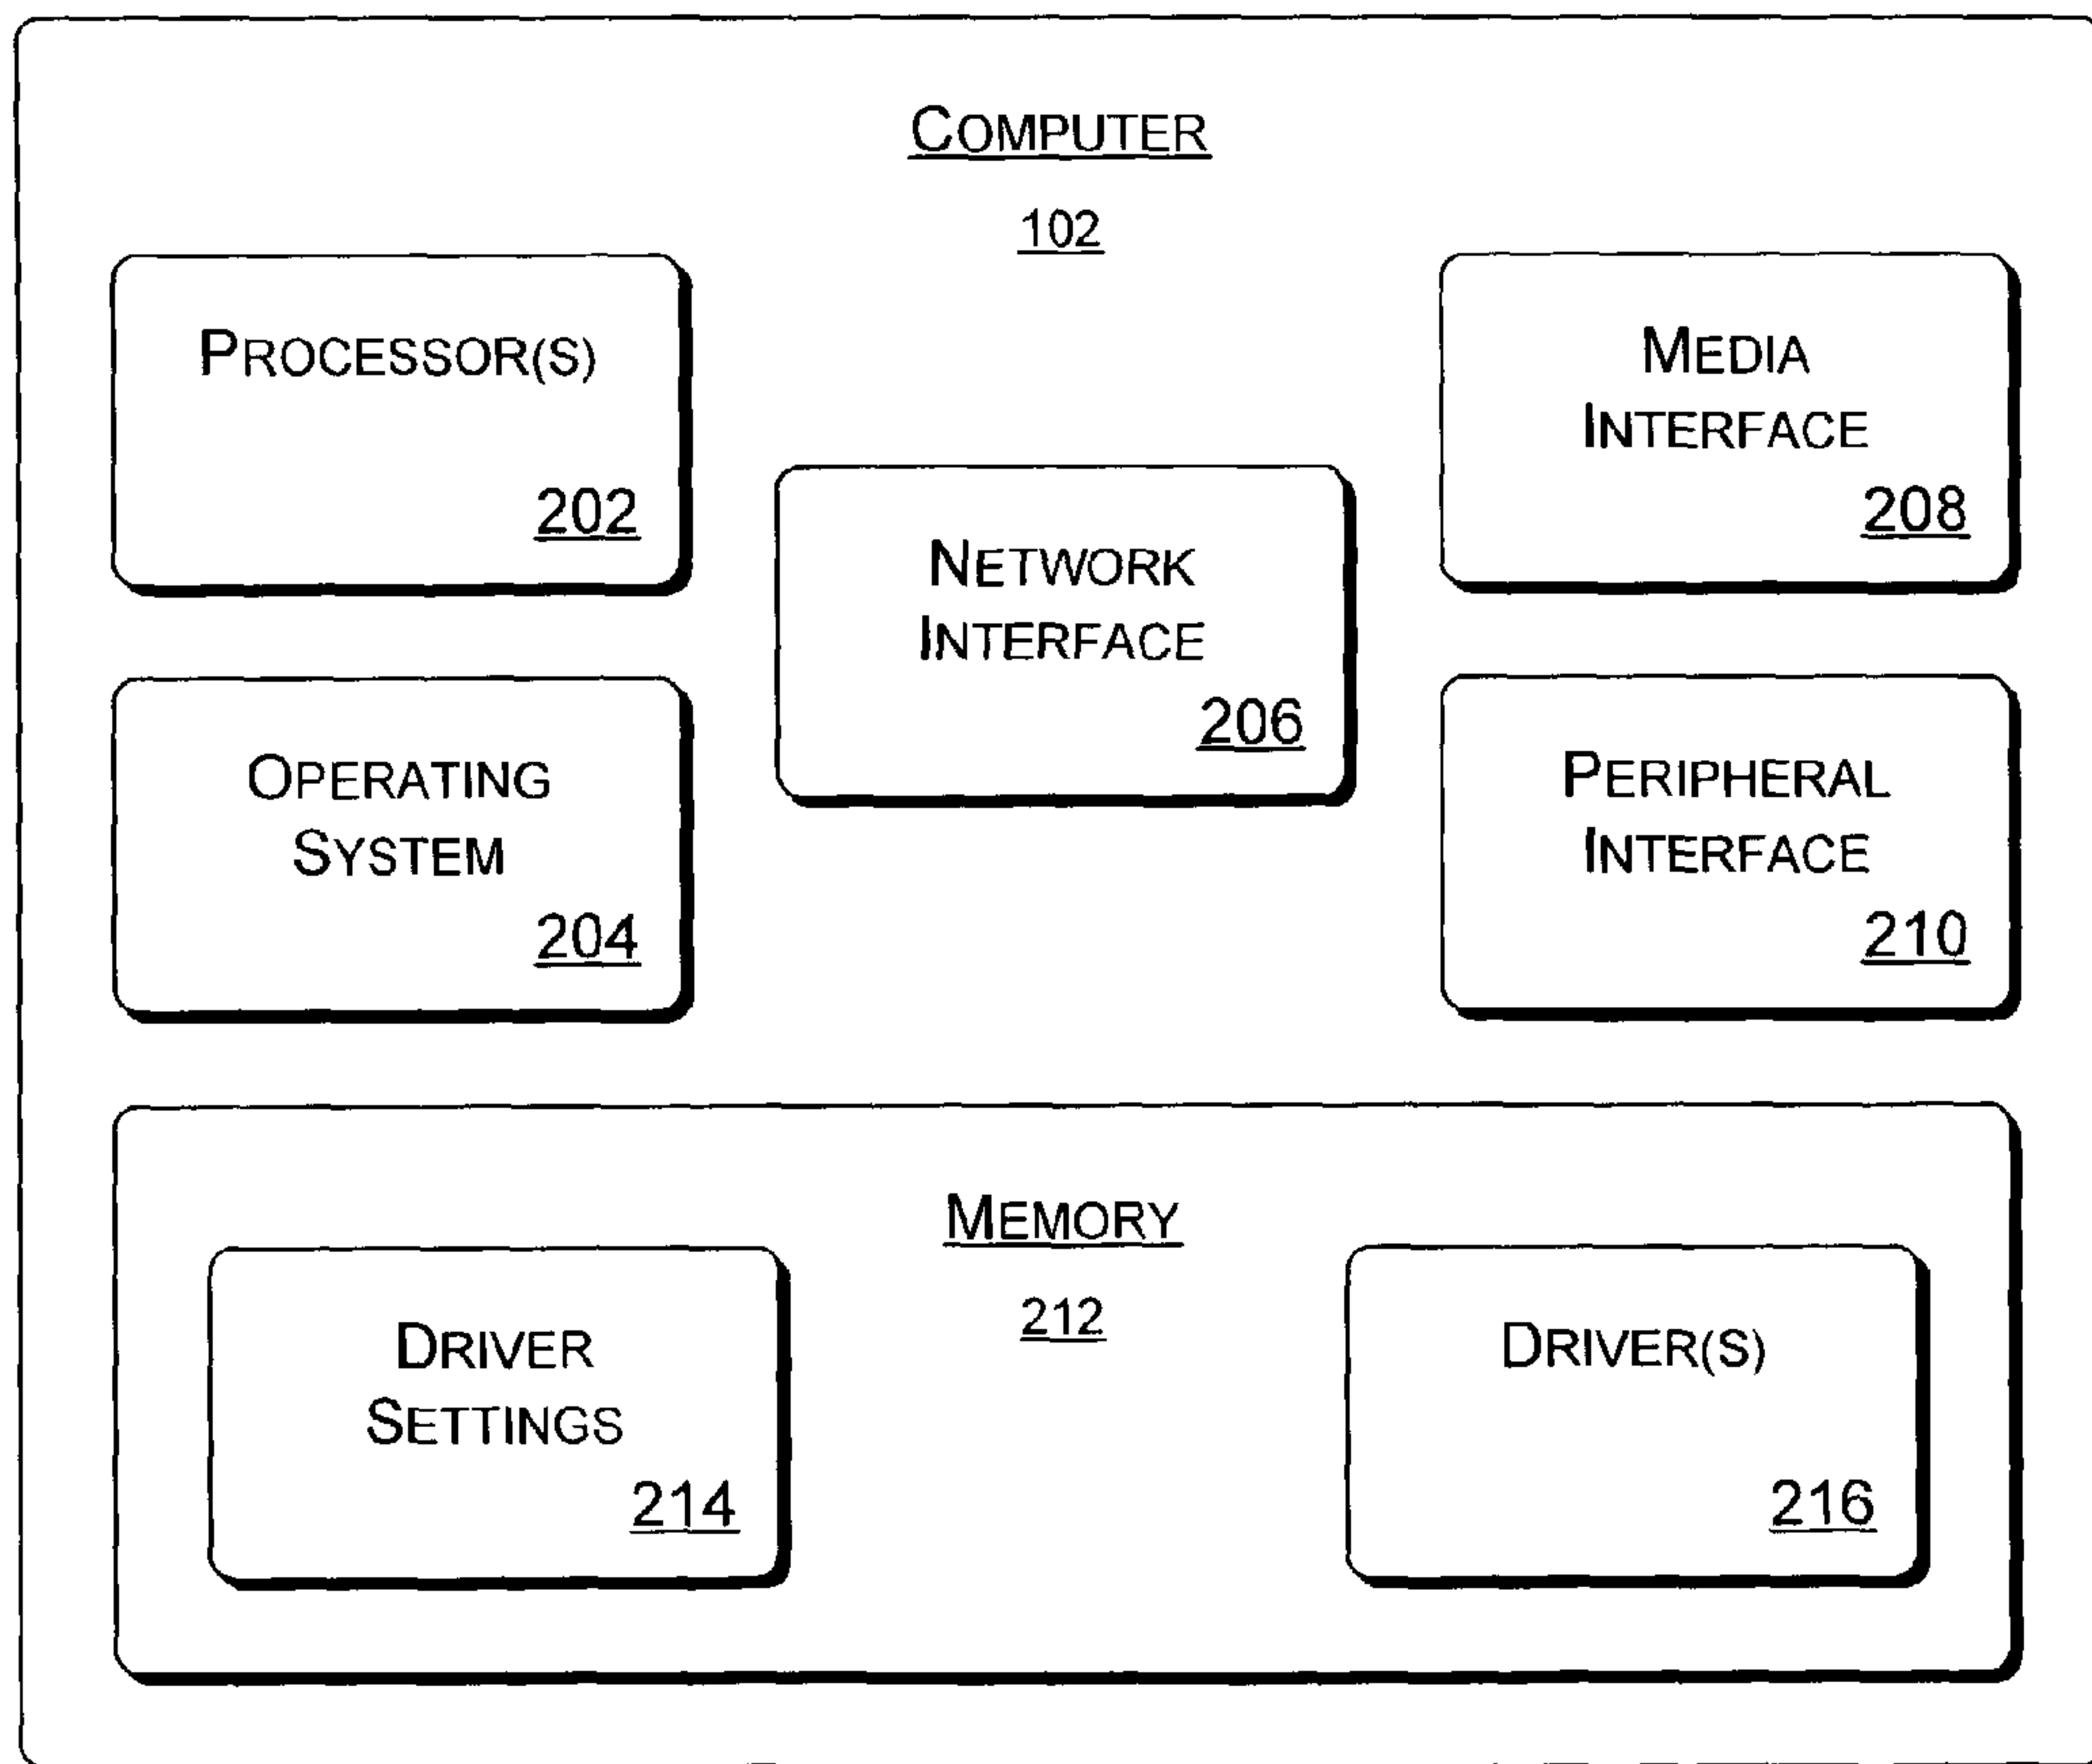 COMPUTER
102
PROCESSOR(S)
202
MEDIA
INTERFACE
208
NETWORK
INTERFACE
206
OPERATING
SYSTEM
204
PERIPHERAL
INTERFACE
210
MEMORY
212
DRIVER
SETTINGS
214
DRIVER(S)
216